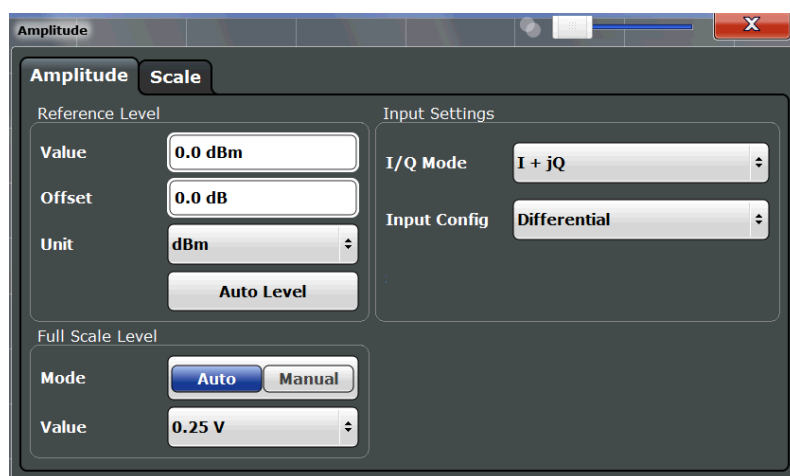 Amplitude
X
Amplitude Scale
Reference Level
Value 0.0 dBm
Offset 0.0 dB
Unit dBm
Auto Level
Input Settings
I/Q Mode I + jQ
Input Config Differential
Full Scale Level
Mode Auto Manual
Value 0.25 V